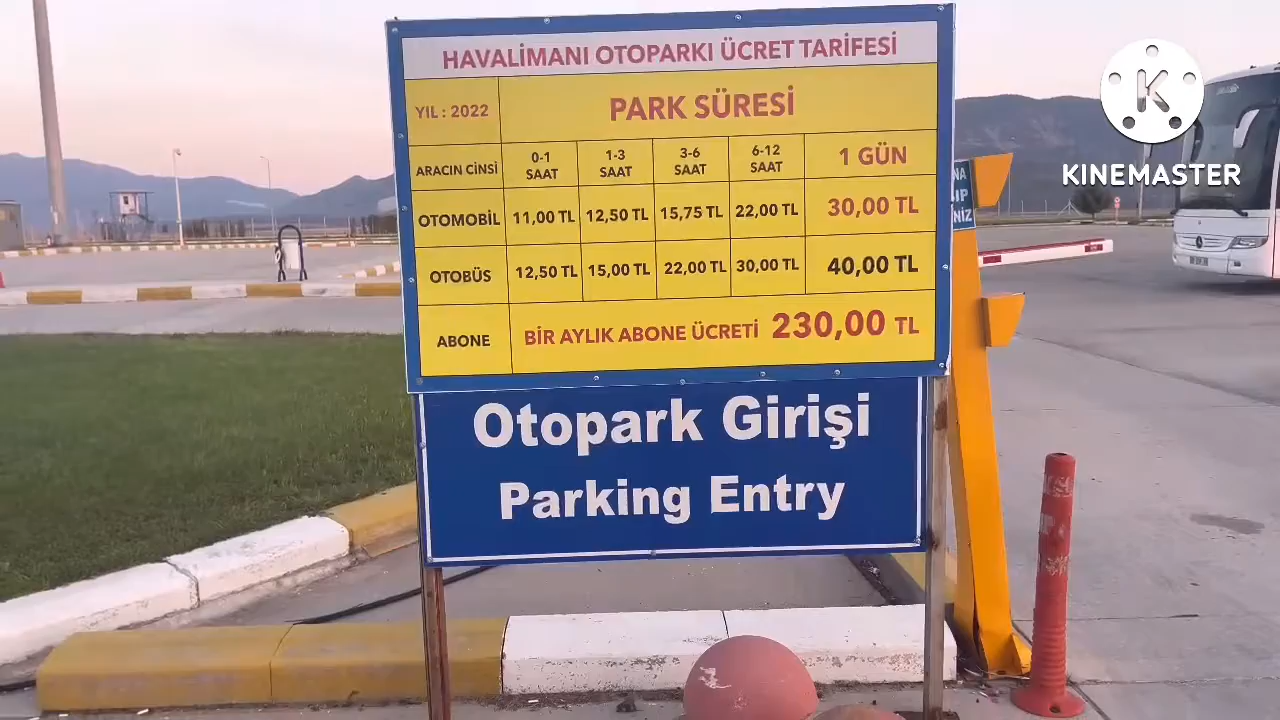 HAVALİMANI OTOPARKI ÜCRET TARİFESİ
YIL : 2022 PARK SÜRESİ
ARACIN CİNSİ 0-1 SAAT 1-3 SAAT 3-6 SAAT 6-12 SAAT 1 GÜN
OTOMOBİL 11,00 TL 12,50 TL 15,75 TL 22,00 TL 30,00 TL
OTOBÜS 12,50 TL 15,00 TL 22,00 TL 30,00 TL 40,00 TL
ABONE BİR AYLIK ABONE ÜCRETİ 230,00 TL
Otopark Girişi
Parking Entry
K
KINEMASTER